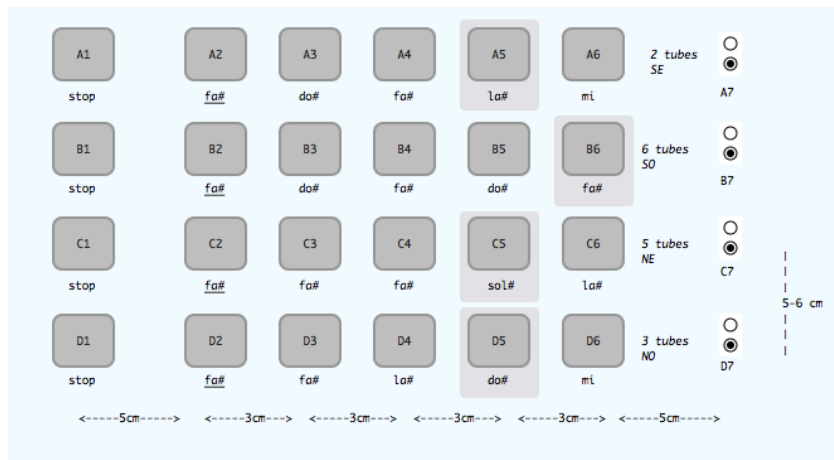 A1 A2 A3 A4 A5 A6 2 tubes
SE
stop fa# do# fa# la# mi A7
B1 B2 B3 B4 B5 B6 6 tubes
SO
stop fa# do# fa# do# fa# B7
C1 C2 C3 C4 C5 C6 5 tubes
NE
stop fa# fa# fa# sol# la# C7
5-6 cm
D1 D2 D3 D4 D5 D6 3 tubes
NO
stop fa# fa# la# do# mi D7
<-----5cm-----> <-----3cm---> <-----3cm---> <-----3cm---> <-----3cm---> <-----5cm----->